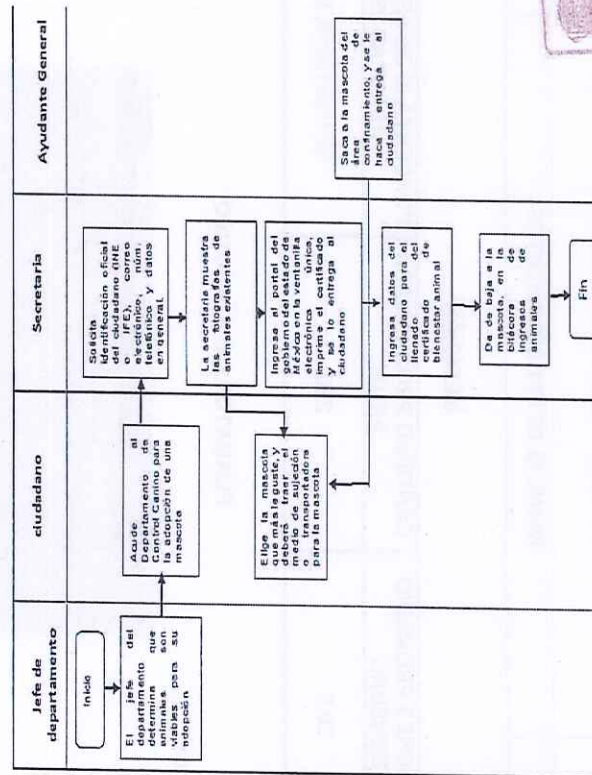 Jefe de
departamento
ciudadano
Secretaria
Ayudante General
Inicio
El jefe del
departamento
determina que
animales son
viables para su
adopción
Acude al
Departamento de
Control Canino para
la adopción de una
mascota
Solicita
identificación oficial
del ciudadano (INE
o IFE), correo
electrónico, núm.
telefónico y datos
en general.
La secretaria muestra
las fotografías de
animales existentes
Elige la mascota
que más le guste, y
deberá traer el
medio de sujeción
o transportadora
para la mascota
Ingresa al portal del
gobierno del estado de
México en la ventanilla
electrónica única,
imprime el certificado
y se lo entrega al
ciudadano
Saca a la mascota del
área de
confinamiento, y se le
hace entrega al
ciudadano
Ingresa datos del
ciudadano para el
llenado del
certificado de
bienestar animal
Da de baja a la
mascota, en la
bitácora de
ingresos de
animales
Fin